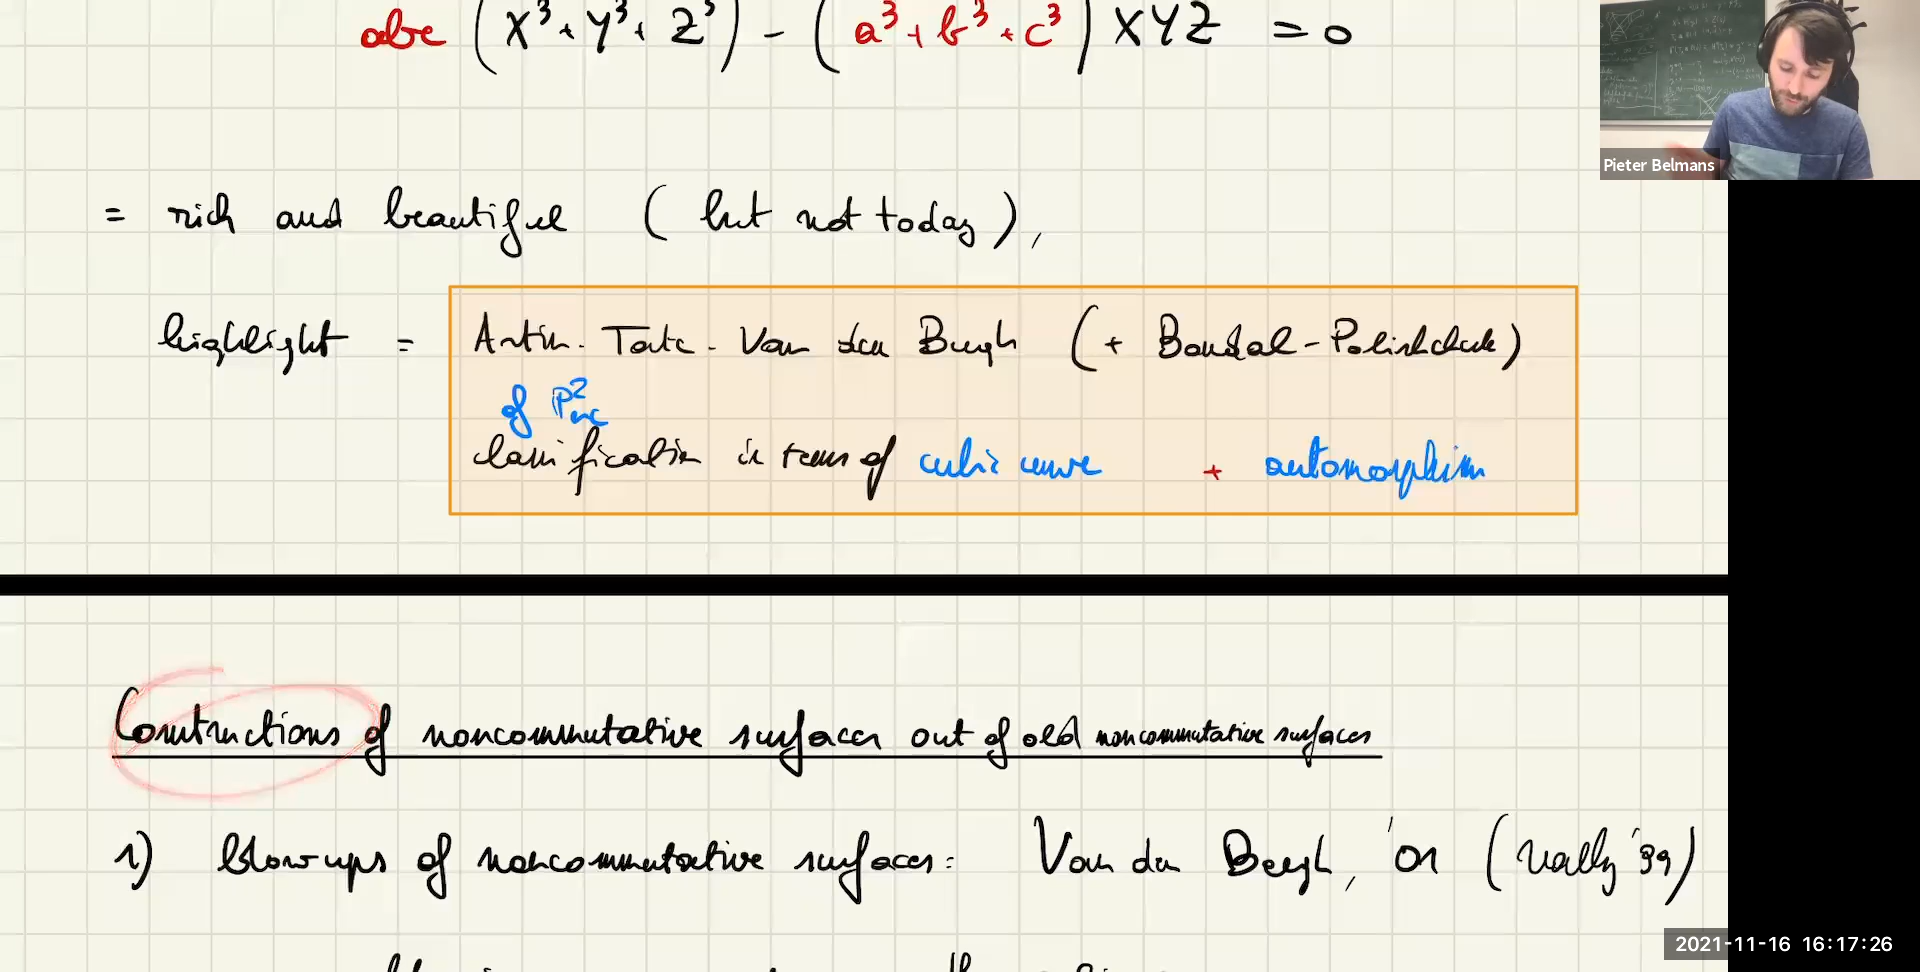 abc (X³ + Y³ + Z³) - (a³ + b³ + c³) XYZ = 0
Pieter Belmans
= rich and beautiful (but not today),
highlight = Artin-Tate-Van den Bergh (+ Bondal-Polishchuk)
of P²nc
classification in terms of cubic curve + automorphism
Constructions of noncommutative surfaces out of old noncommutative surfaces
1) blowups of noncommutative surfaces: Van den Bergh, '01 (really '99)
2021-11-16 16:17:26